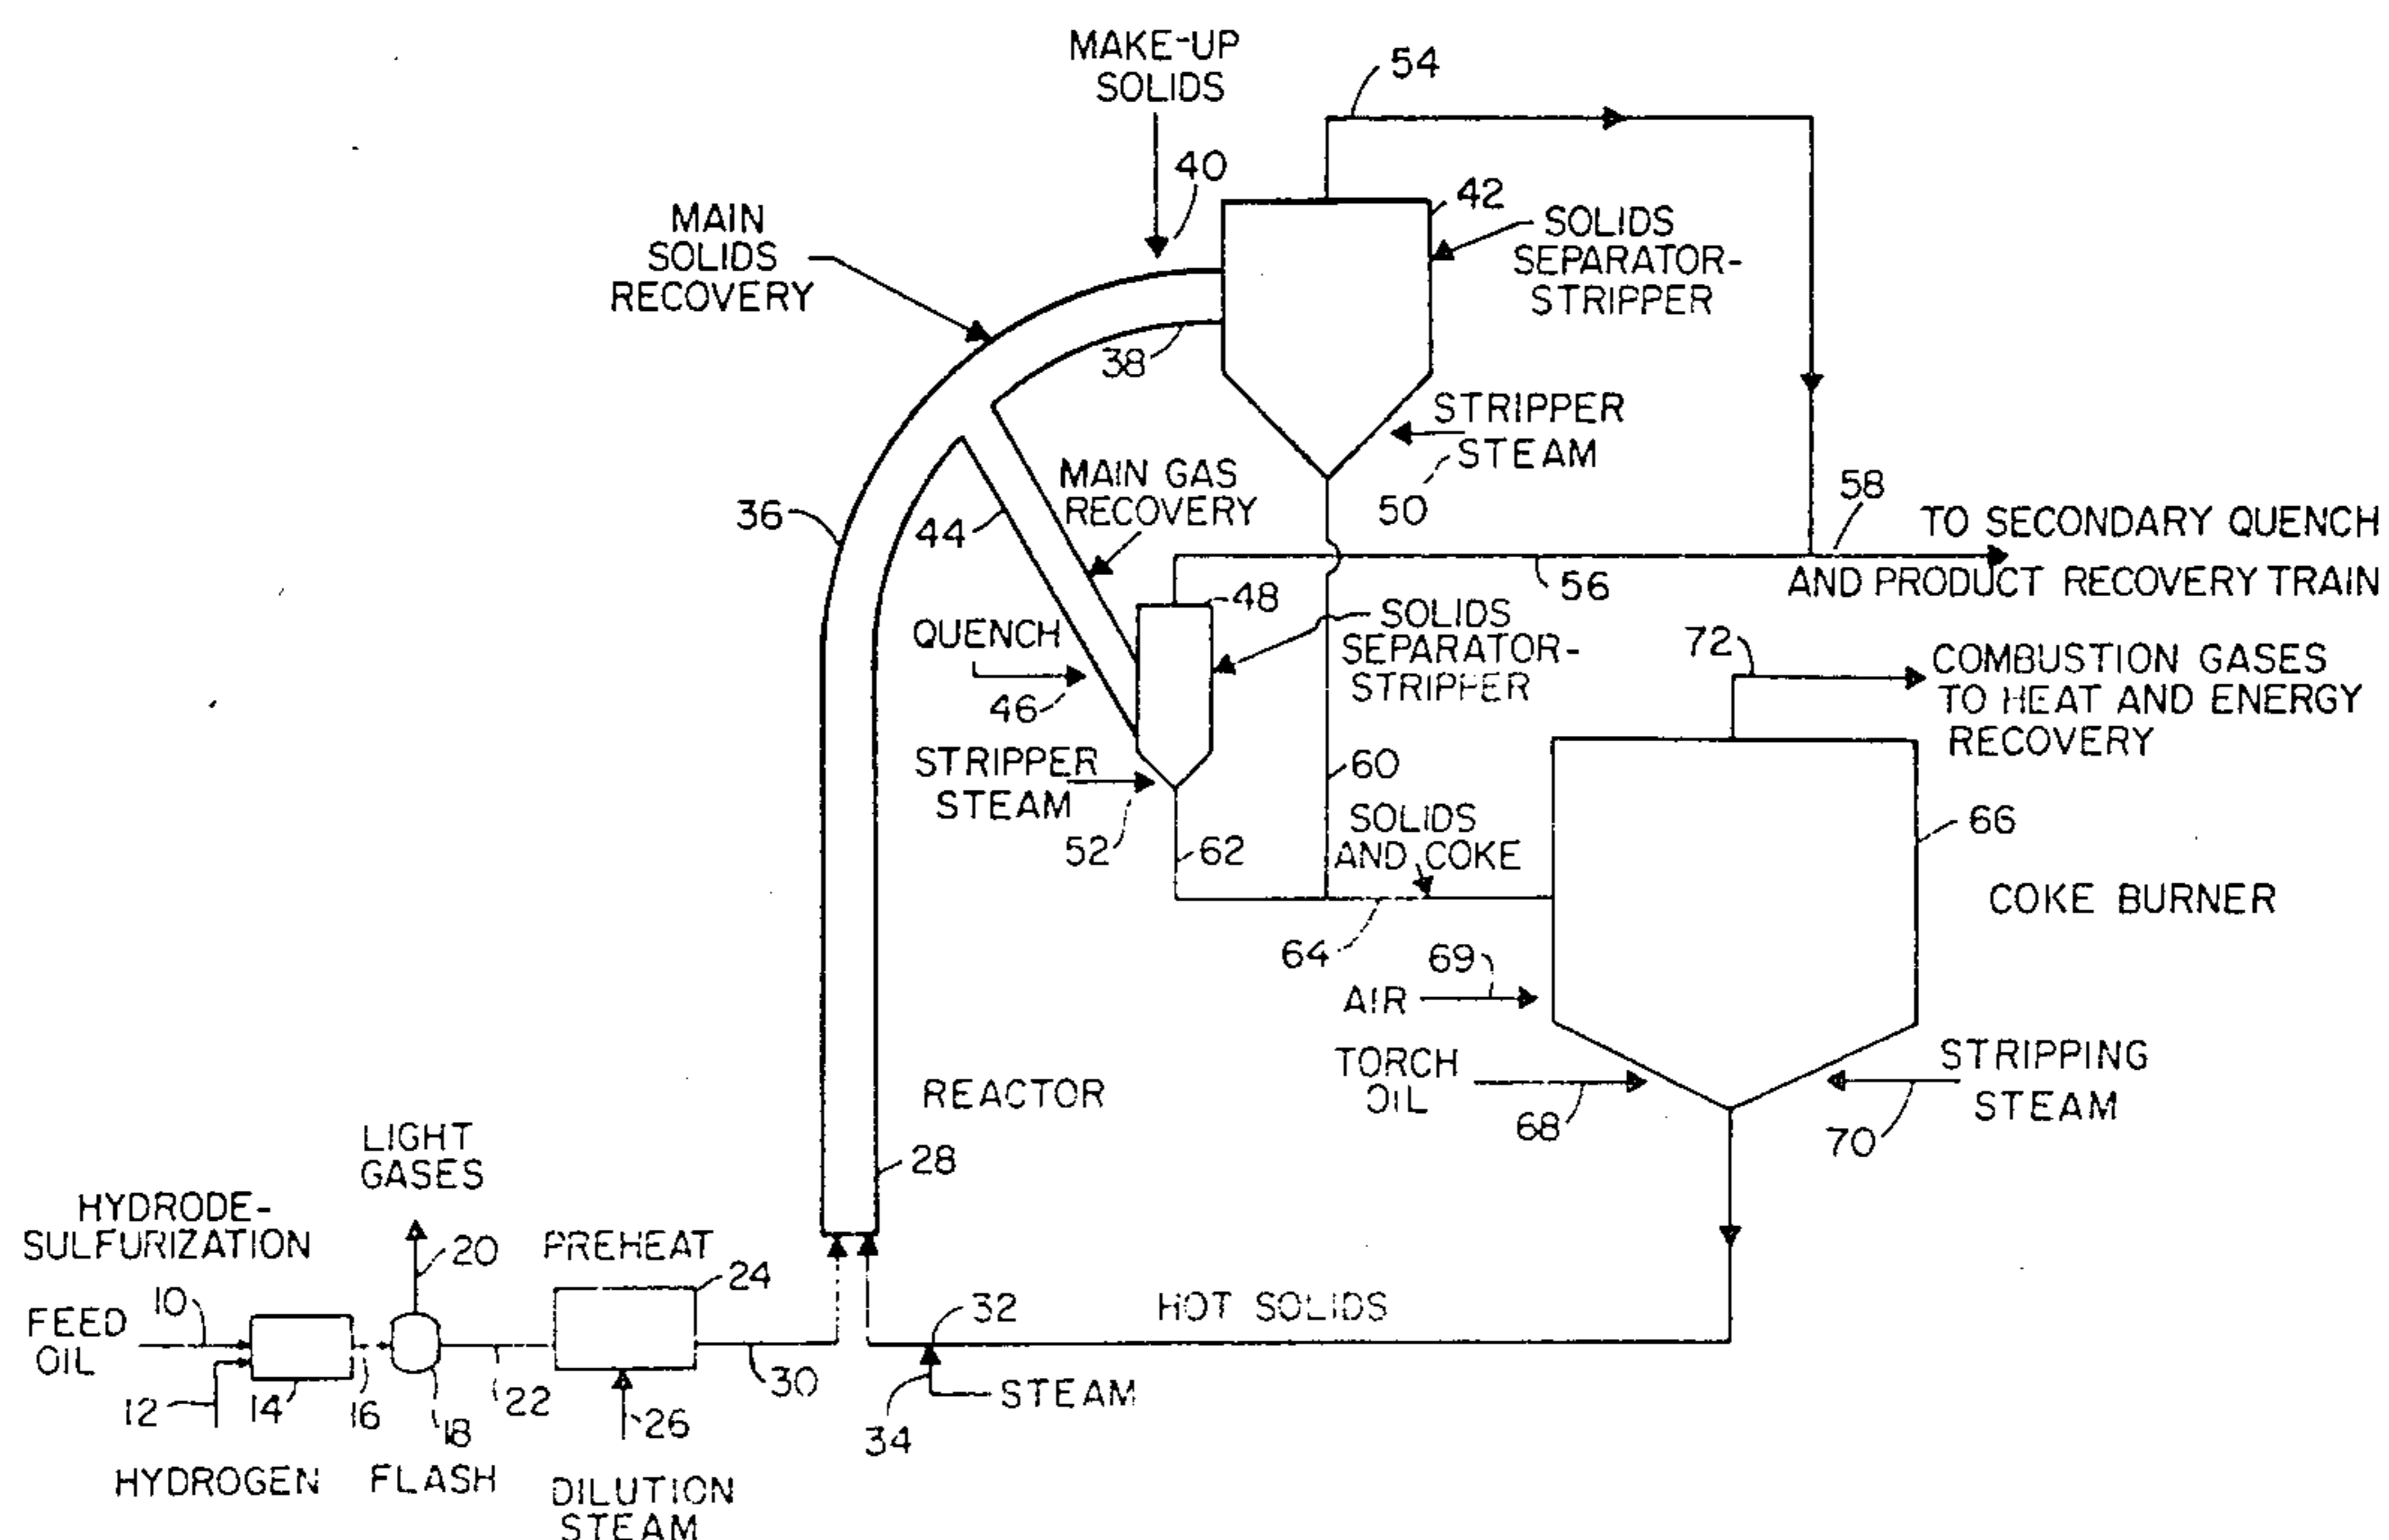 MAKE-UP
SOLIDS
54
40
42
SOLIDS
SEPARATOR-
STRIPPER
MAIN
SOLIDS
RECOVERY
38
STRIPPER
STEAM
50
MAIN GAS
RECOVERY
36
44
58
TO SECONDARY QUENCH
AND PRODUCT RECOVERY TRAIN
56
48
SOLIDS
SEPARATOR-
STRIPPER
QUENCH
46
72
COMBUSTION GASES
TO HEAT AND ENERGY
RECOVERY
STRIPPER
STEAM
52
62
60
SOLIDS
AND COKE
64
66
COKE BURNER
69
AIR
TORCH
OIL
68
STRIPPING
STEAM
70
REACTOR
28
LIGHT
GASES
HYDRODE-
SULFURIZATION
20
PREHEAT
24
FEED
OIL
10
12
14
16
18
22
26
30
32
HOT SOLIDS
STEAM
34
HYDROGEN
FLASH
DILUTION
STEAM